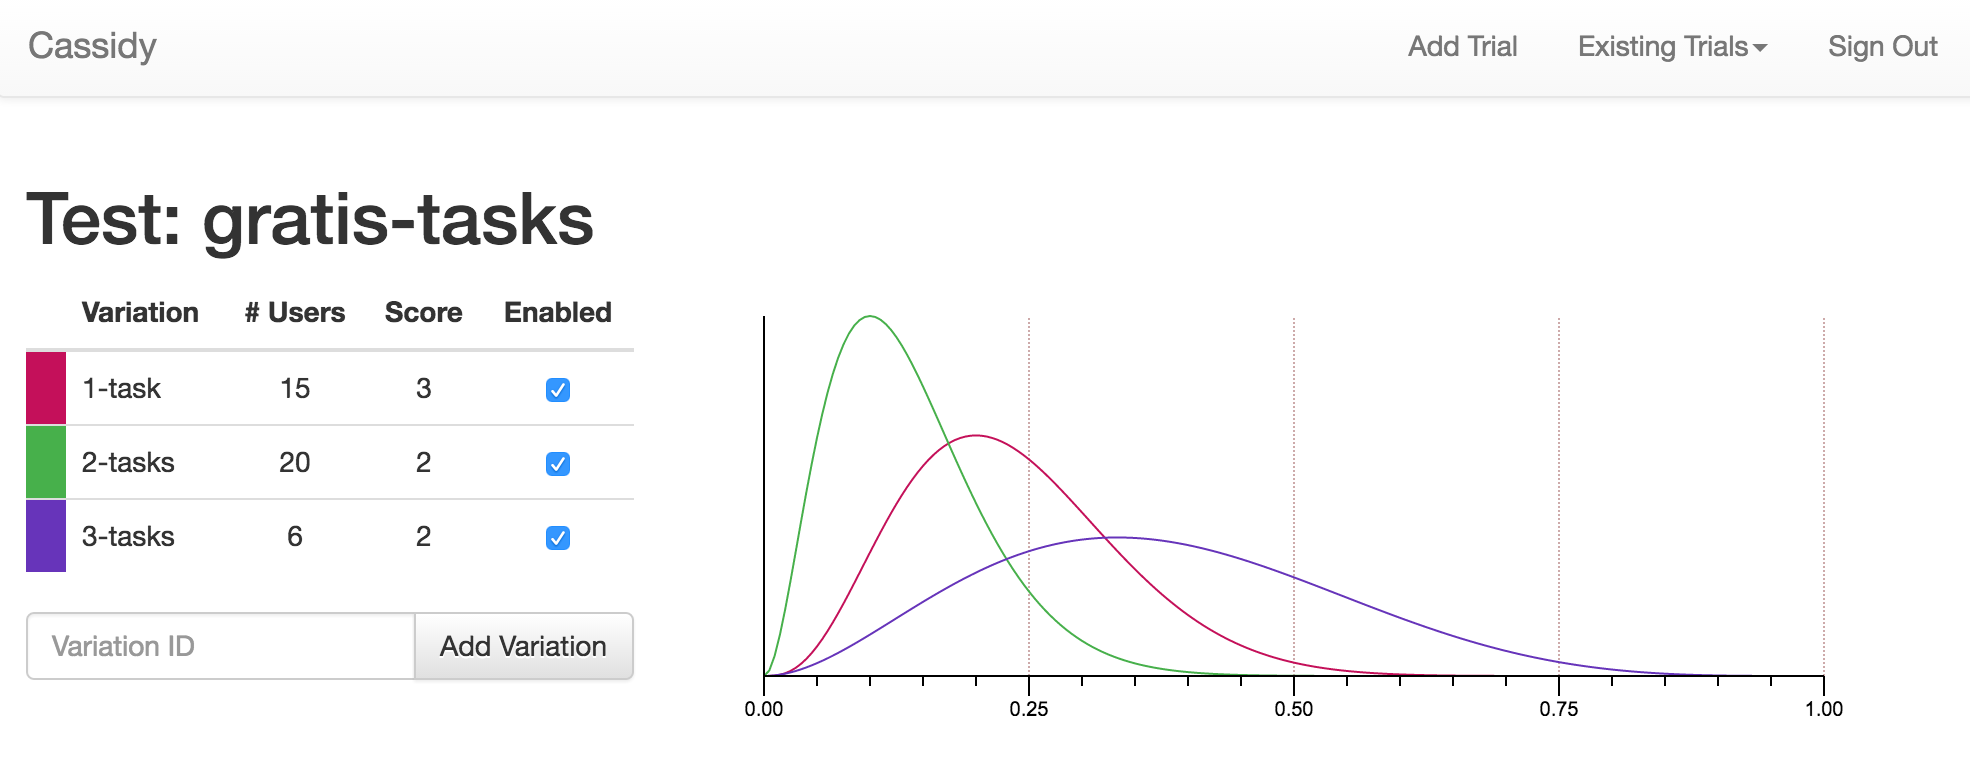 Cassidy Add Trial Existing Trials Sign Out
Test: gratis-tasks
Variation # Users Score Enabled
1-task 15 3
2-tasks 20 2
3-tasks 6 2
Variation ID Add Variation
0.00 0.25 0.50 0.75 1.00